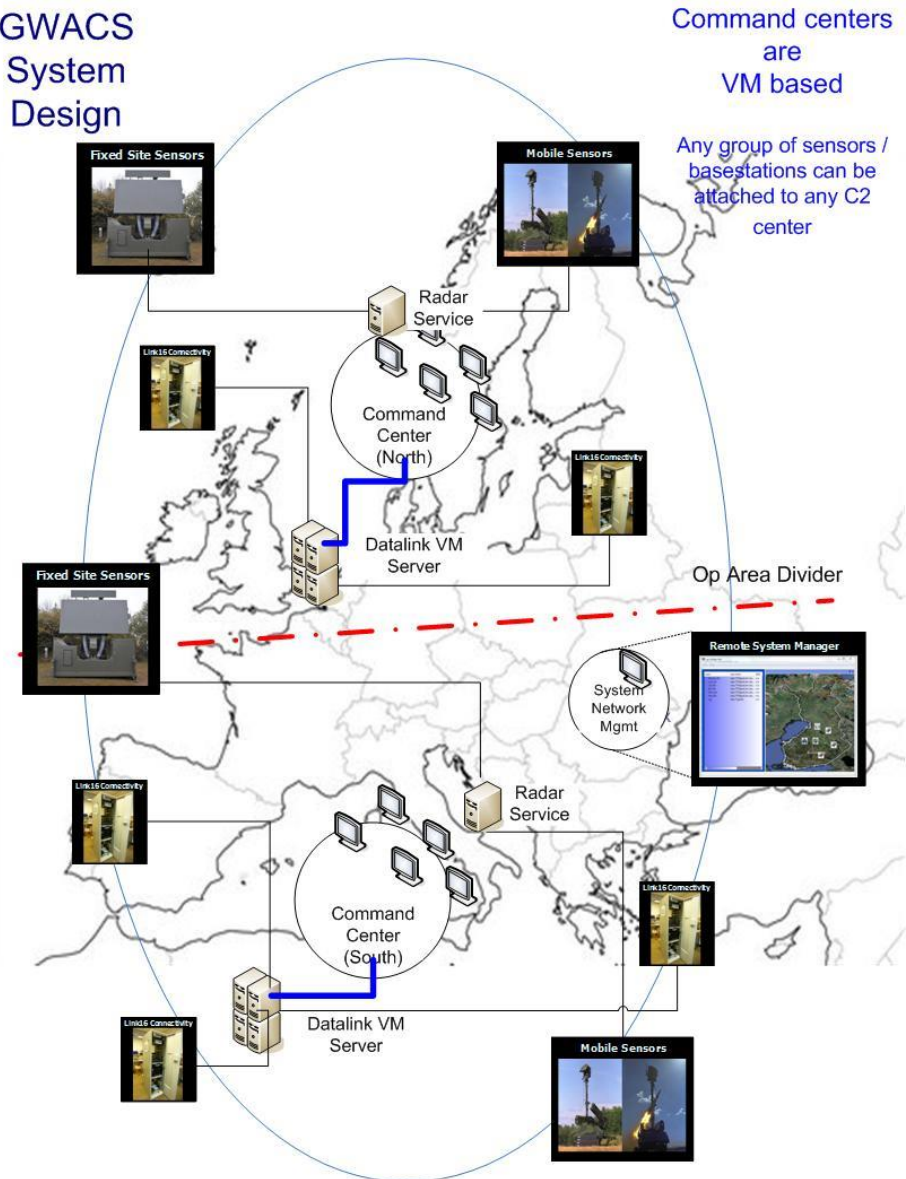 GWACS
System
Design
Command centers
are
VM based
Any group of sensors /
basestations can be
attached to any C2
center
Fixed Site Sensors
Mobile Sensors
Radar
Service
Link16 Connectivity
Command
Center
(North)
Link16 Connectivity
Datalink VM
Server
Fixed Site Sensors
Op Area Divider
Remote System Manager
System
Network
Mgmt
Link16 Connectivity
Radar
Service
Link16 Connectivity
Command
Center
(South)
Link16 Connectivity
Datalink VM
Server
Mobile Sensors